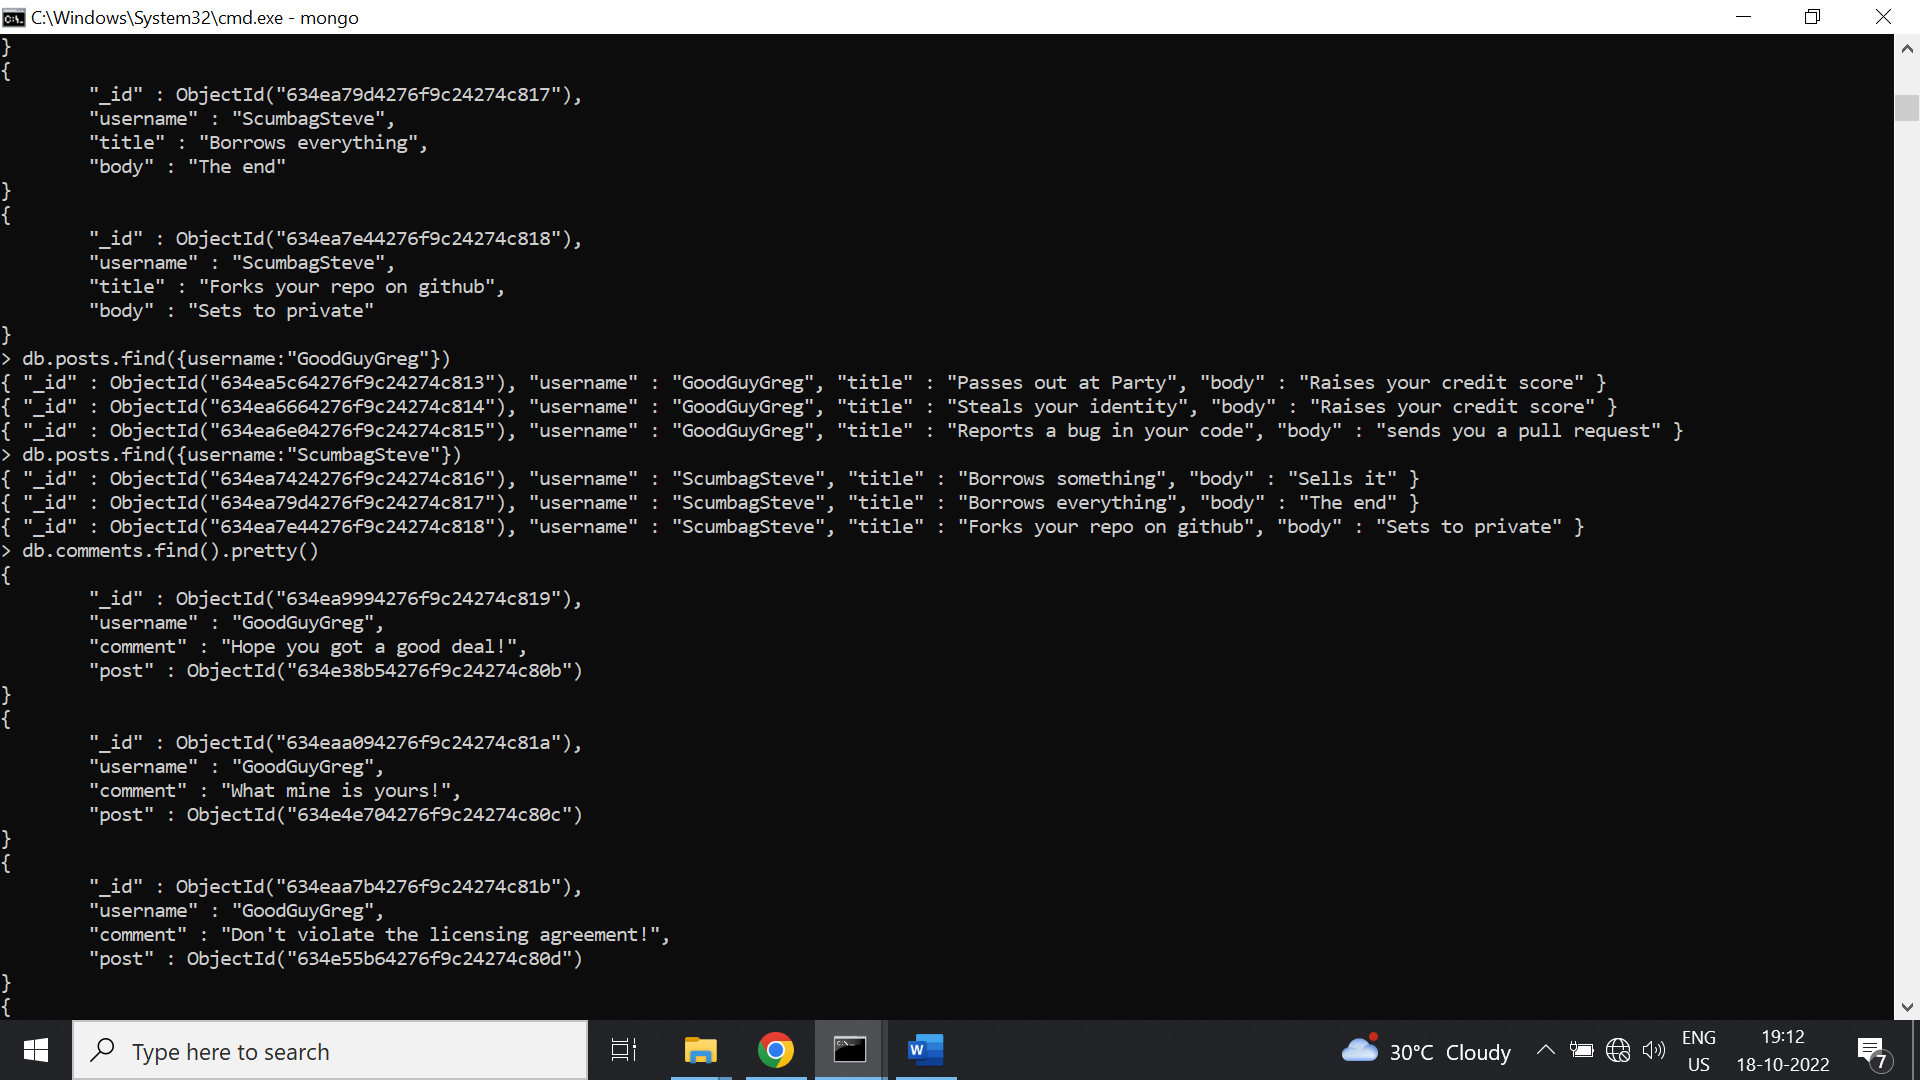 C:\Windows\System32\cmd.exe - mongo
}
{
"_id" : ObjectId("634ea79d4276f9c24274c817"),
"username" : "ScumbagSteve",
"title" : "Borrows everything",
"body" : "The end"
}
{
"_id" : ObjectId("634ea7e44276f9c24274c818"),
"username" : "ScumbagSteve",
"title" : "Forks your repo on github",
"body" : "Sets to private"
}
> db.posts.find({username:"GoodGuyGreg"})
{ "_id" : ObjectId("634ea5c64276f9c24274c813"), "username" : "GoodGuyGreg", "title" : "Passes out at Party", "body" : "Raises your credit score" }
{ "_id" : ObjectId("634ea6664276f9c24274c814"), "username" : "GoodGuyGreg", "title" : "Steals your identity", "body" : "Raises your credit score" }
{ "_id" : ObjectId("634ea6e04276f9c24274c815"), "username" : "GoodGuyGreg", "title" : "Reports a bug in your code", "body" : "sends you a pull request" }
> db.posts.find({username:"ScumbagSteve"})
{ "_id" : ObjectId("634ea7424276f9c24274c816"), "username" : "ScumbagSteve", "title" : "Borrows something", "body" : "Sells it" }
{ "_id" : ObjectId("634ea79d4276f9c24274c817"), "username" : "ScumbagSteve", "title" : "Borrows everything", "body" : "The end" }
{ "_id" : ObjectId("634ea7e44276f9c24274c818"), "username" : "ScumbagSteve", "title" : "Forks your repo on github", "body" : "Sets to private" }
> db.comments.find().pretty()
{
"_id" : ObjectId("634ea9994276f9c24274c819"),
"username" : "GoodGuyGreg",
"comment" : "Hope you got a good deal!",
"post" : ObjectId("634e38b54276f9c24274c80b")
}
{
"_id" : ObjectId("634eaa094276f9c24274c81a"),
"username" : "GoodGuyGreg",
"comment" : "What mine is yours!",
"post" : ObjectId("634e4e704276f9c24274c80c")
}
{
"_id" : ObjectId("634eaa7b4276f9c24274c81b"),
"username" : "GoodGuyGreg",
"comment" : "Don't violate the licensing agreement!",
"post" : ObjectId("634e55b64276f9c24274c80d")
}
{
Type here to search
30°C Cloudy
ENG
US
19:12
18-10-2022
7